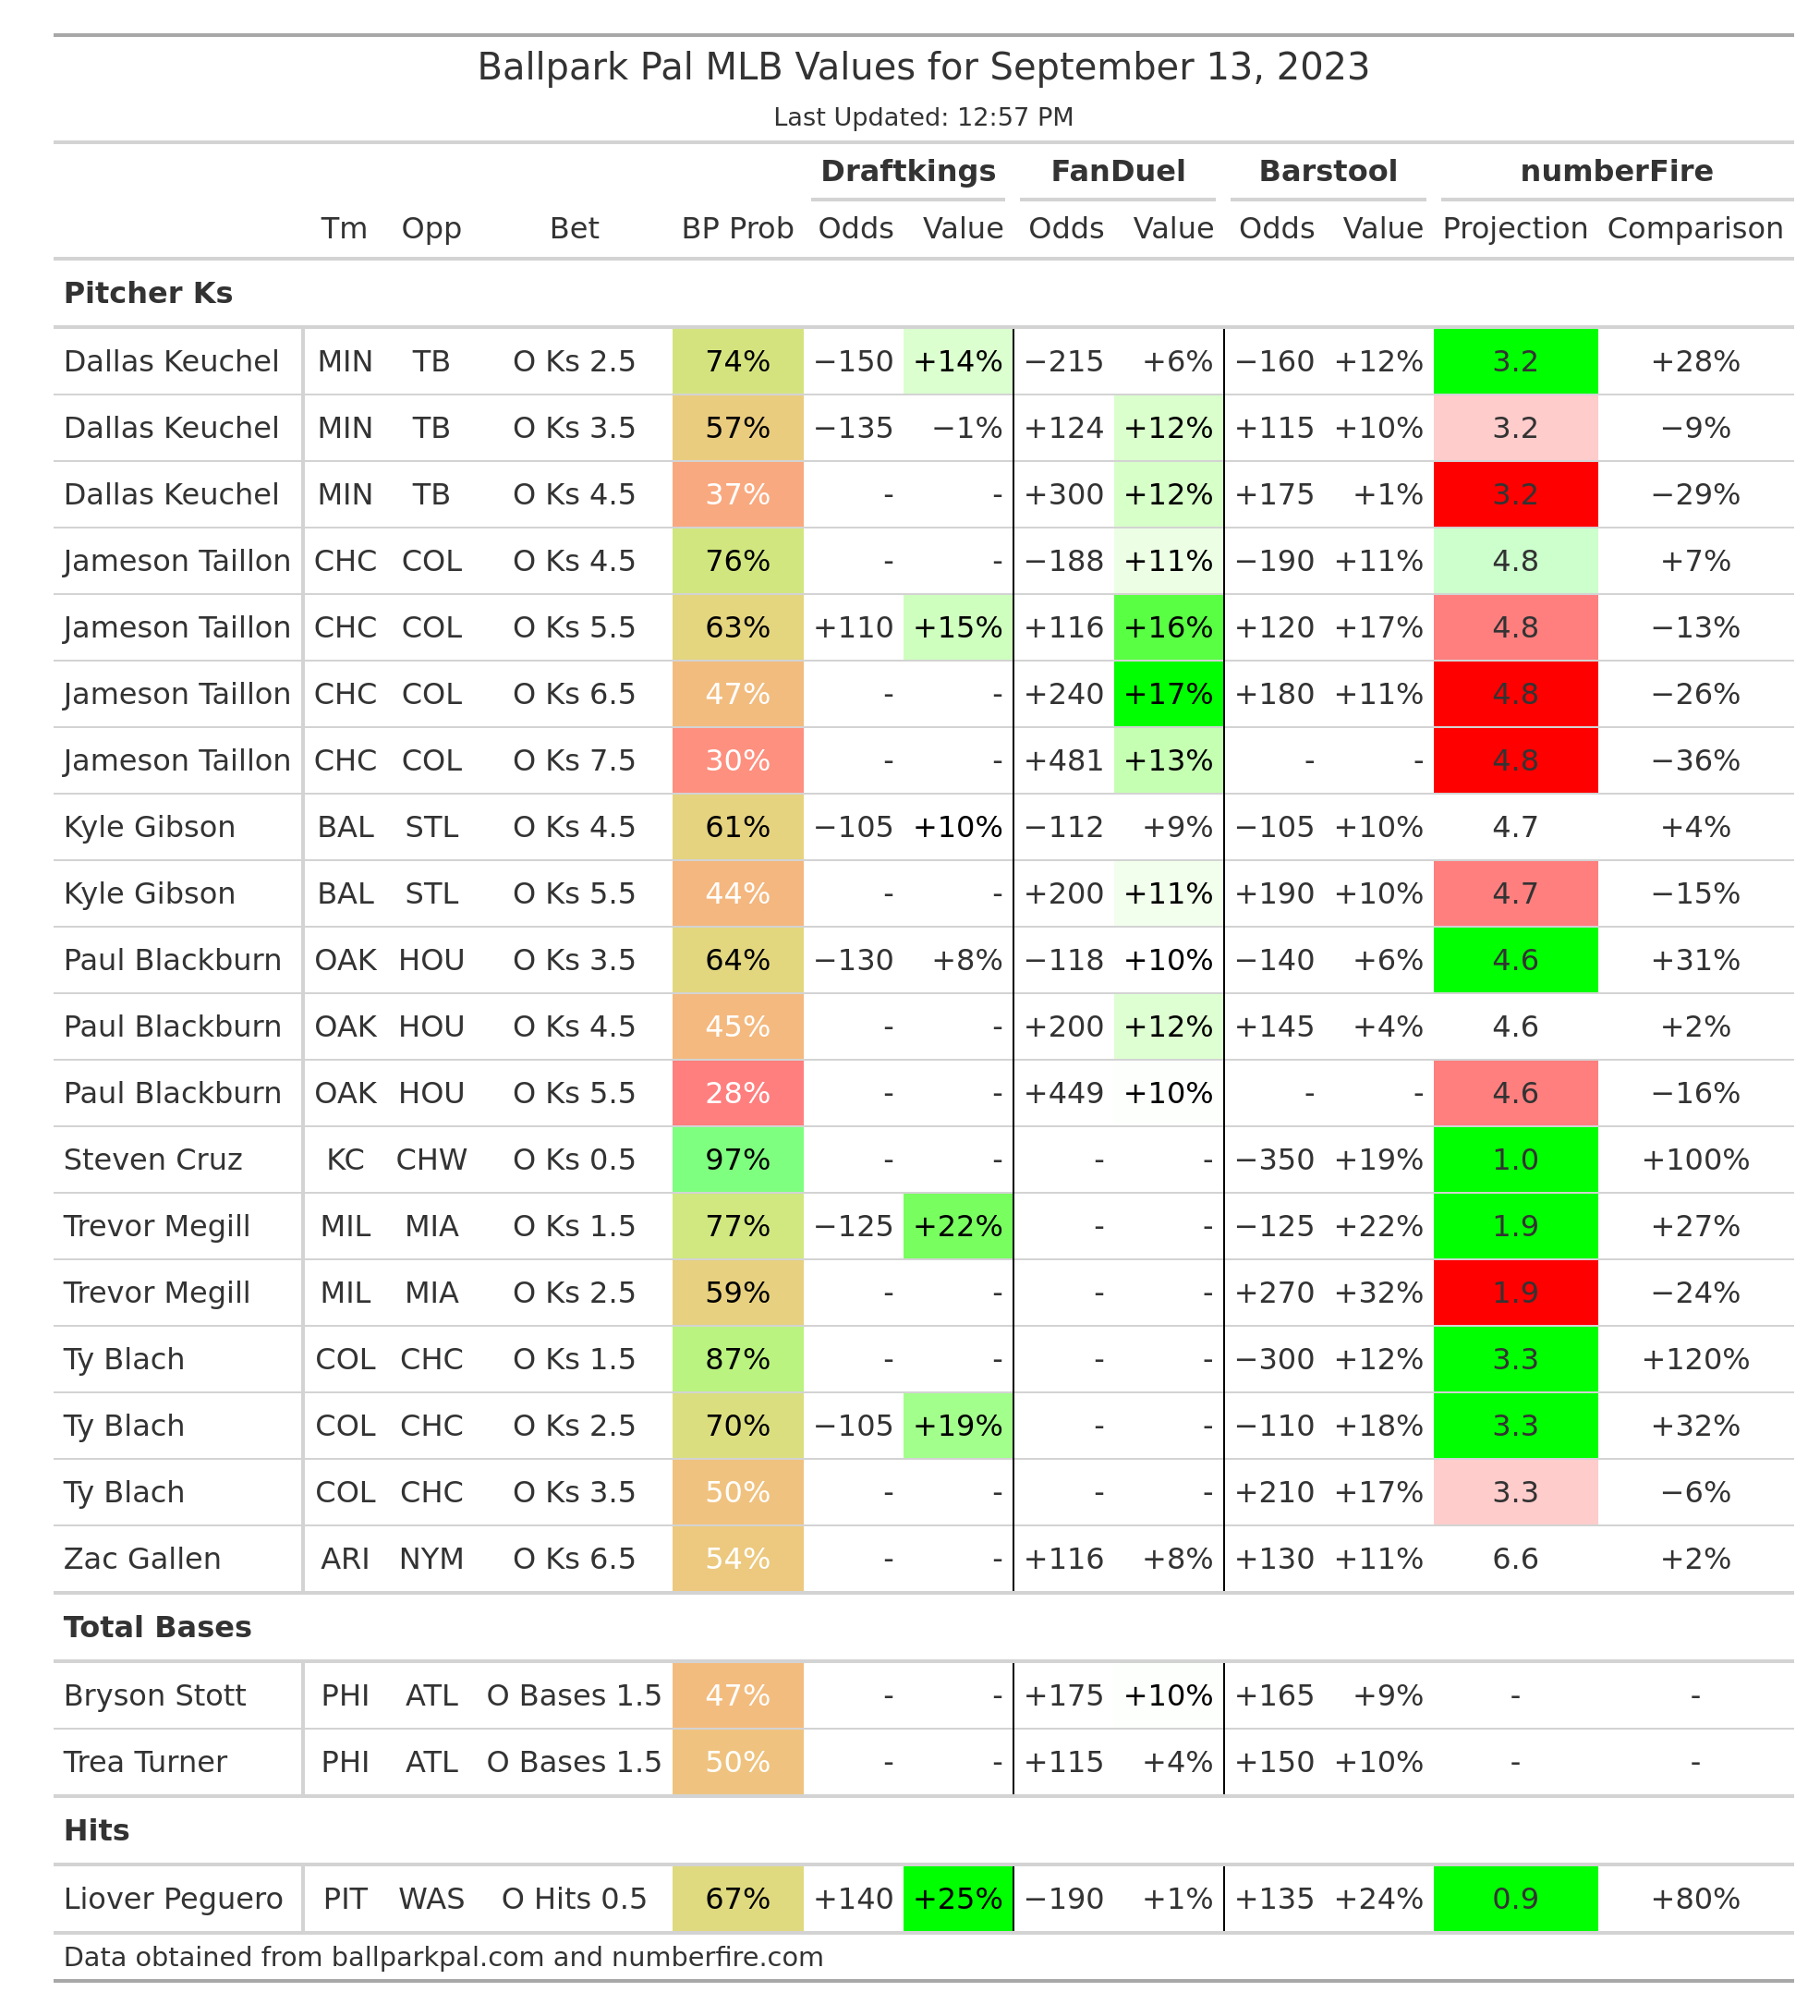 Ballpark Pal MLB Values for September 13, 2023
Last Updated: 12:57 PM
Draftkings FanDuel Barstool numberFire
Tm Opp Bet BP Prob Odds Value Odds Value Odds Value Projection Comparison
Pitcher Ks
Dallas Keuchel MIN TB O Ks 2.5 74% −150 +14% −215 +6% −160 +12% 3.2 +28%
Dallas Keuchel MIN TB O Ks 3.5 57% −135 −1% +124 +12% +115 +10% 3.2 −9%
Dallas Keuchel MIN TB O Ks 4.5 37% - - +300 +12% +175 +1% 3.2 −29%
Jameson Taillon CHC COL O Ks 4.5 76% - - −188 +11% −190 +11% 4.8 +7%
Jameson Taillon CHC COL O Ks 5.5 63% +110 +15% +116 +16% +120 +17% 4.8 −13%
Jameson Taillon CHC COL O Ks 6.5 47% - - +240 +17% +180 +11% 4.8 −26%
Jameson Taillon CHC COL O Ks 7.5 30% - - +481 +13% - - 4.8 −36%
Kyle Gibson BAL STL O Ks 4.5 61% −105 +10% −112 +9% −105 +10% 4.7 +4%
Kyle Gibson BAL STL O Ks 5.5 44% - - +200 +11% +190 +10% 4.7 −15%
Paul Blackburn OAK HOU O Ks 3.5 64% −130 +8% −118 +10% −140 +6% 4.6 +31%
Paul Blackburn OAK HOU O Ks 4.5 45% - - +200 +12% +145 +4% 4.6 +2%
Paul Blackburn OAK HOU O Ks 5.5 28% - - +449 +10% - - 4.6 −16%
Steven Cruz KC CHW O Ks 0.5 97% - - - - −350 +19% 1.0 +100%
Trevor Megill MIL MIA O Ks 1.5 77% −125 +22% - - −125 +22% 1.9 +27%
Trevor Megill MIL MIA O Ks 2.5 59% - - - - +270 +32% 1.9 −24%
Ty Blach COL CHC O Ks 1.5 87% - - - - −300 +12% 3.3 +120%
Ty Blach COL CHC O Ks 2.5 70% −105 +19% - - −110 +18% 3.3 +32%
Ty Blach COL CHC O Ks 3.5 50% - - - - +210 +17% 3.3 −6%
Zac Gallen ARI NYM O Ks 6.5 54% - - +116 +8% +130 +11% 6.6 +2%
Total Bases
Bryson Stott PHI ATL O Bases 1.5 47% - - +175 +10% +165 +9% - -
Trea Turner PHI ATL O Bases 1.5 50% - - +115 +4% +150 +10% - -
Hits
Liover Peguero PIT WAS O Hits 0.5 67% +140 +25% −190 +1% +135 +24% 0.9 +80%
Data obtained from ballparkpal.com and numberfire.com